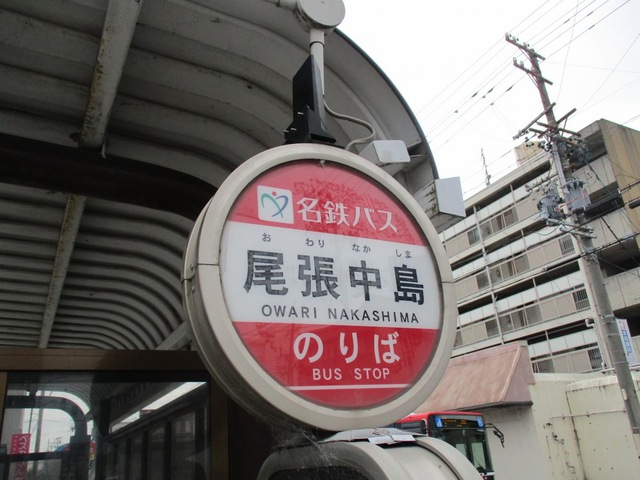 名鉄バス
おわりなかしま
尾張中島
OWARI NAKASHIMA
のりば
BUS STOP